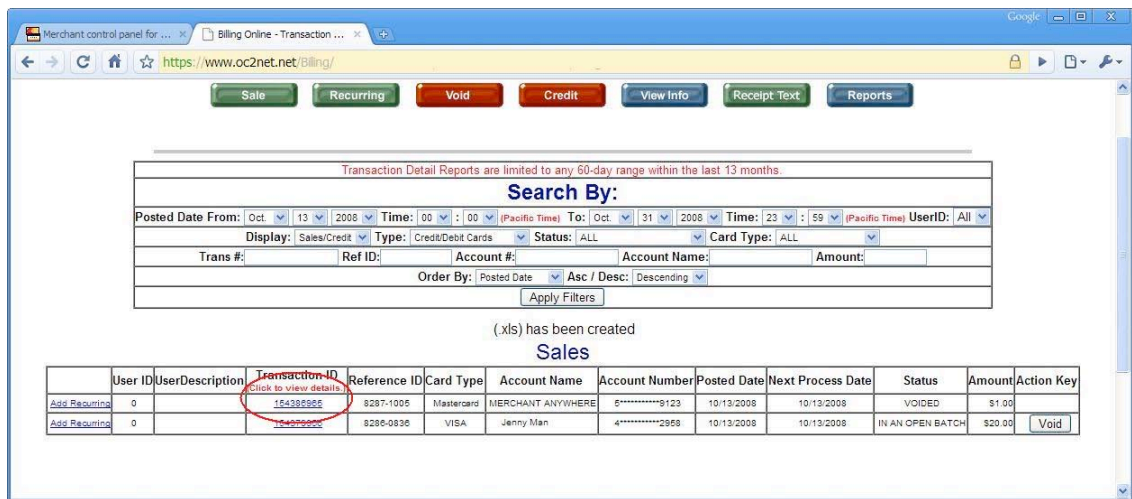 Google
Merchant control panel for ...
Billing Online - Transaction ...
https://www.oc2net.net/Billing/
Sale Recurring Void Credit View Info Receipt Text Reports
Transaction Detail Reports are limited to any 60-day range within the last 13 months.
Search By:
Posted Date From: Oct. 13 2008 Time: 00 : 00 (Pacific Time) To: Oct. 31 2008 Time: 23 : 59 (Pacific Time) UserID: All
Display: Sales/Credit Type: Credit/Debit Cards Status: ALL Card Type: ALL
Trans #: Ref ID: Account #: Account Name: Amount:
Order By: Posted Date Asc / Desc: Descending
Apply Filters
(.xls) has been created
Sales
User ID UserDescription Transaction ID (Click to view details.) Reference ID Card Type Account Name Account Number Posted Date Next Process Date Status Amount Action Key
Add Recurring 0 154386965 8287-1005 Mastercard MERCHANT ANYWHERE 5***********9123 10/13/2008 10/13/2008 VOIDED $1.00
Add Recurring 0 8286-0836 VISA Jenny Man 4***********2958 10/13/2008 10/13/2008 IN AN OPEN BATCH $20.00 Void